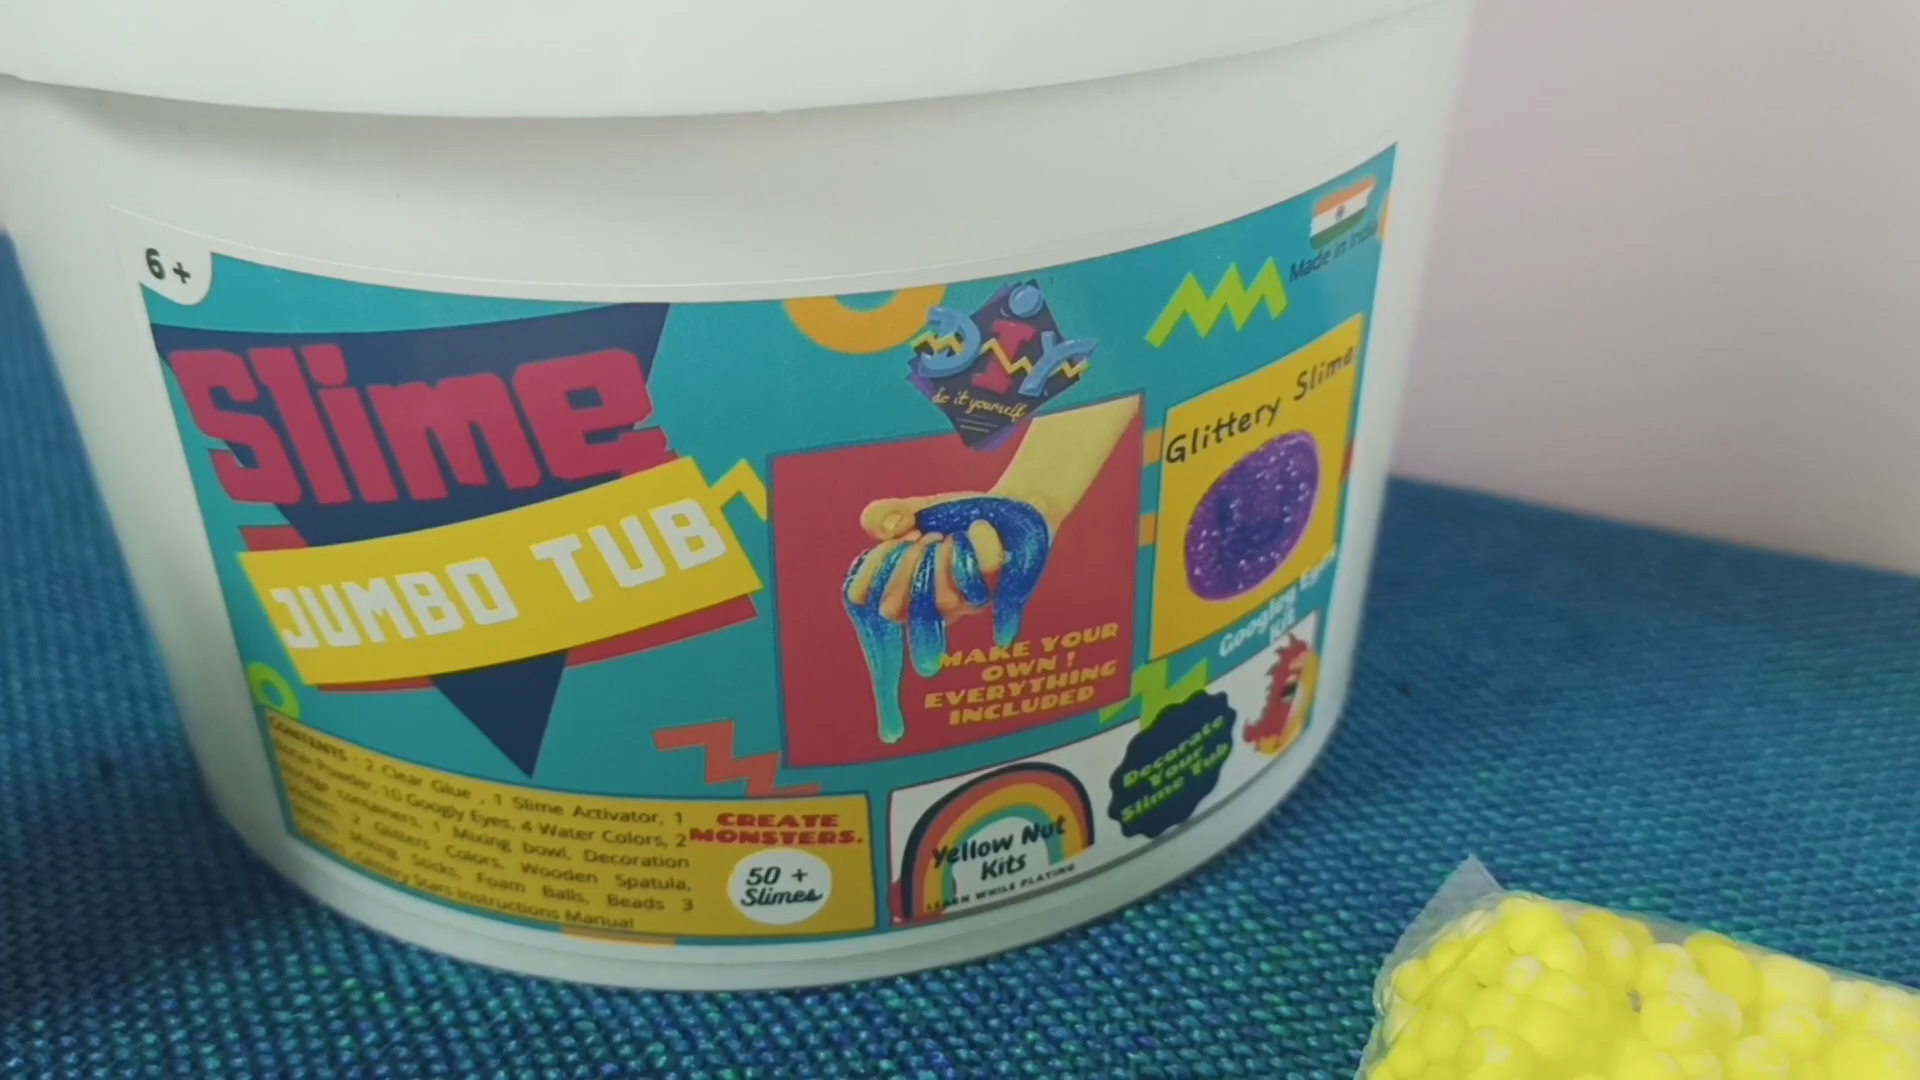 6+
Made in India
Slime
JUMBO TUB
DIY
do it yourself
Glittery Slime
MAKE YOUR
OWN !
EVERYTHING
INCLUDED
Googley Eyes
Kit
Decorate
Your
Slime Tub
CONTENTS : 2 Clear Glue , 1 Slime Activator, 1
Powder, 10 Googly Eyes, 4 Water Colors, 2
storage containers, 1 Mixing bowl, Decoration
2 Glitters Colors, Wooden Spatula,
Mixing Socks, Foam Balls, Beads 3
Glittery Stars Instructions Manual
CREATE
MONSTERS.
50 +
Slimes
Yellow Nut
Kits
LEARN WHILE PLAYING